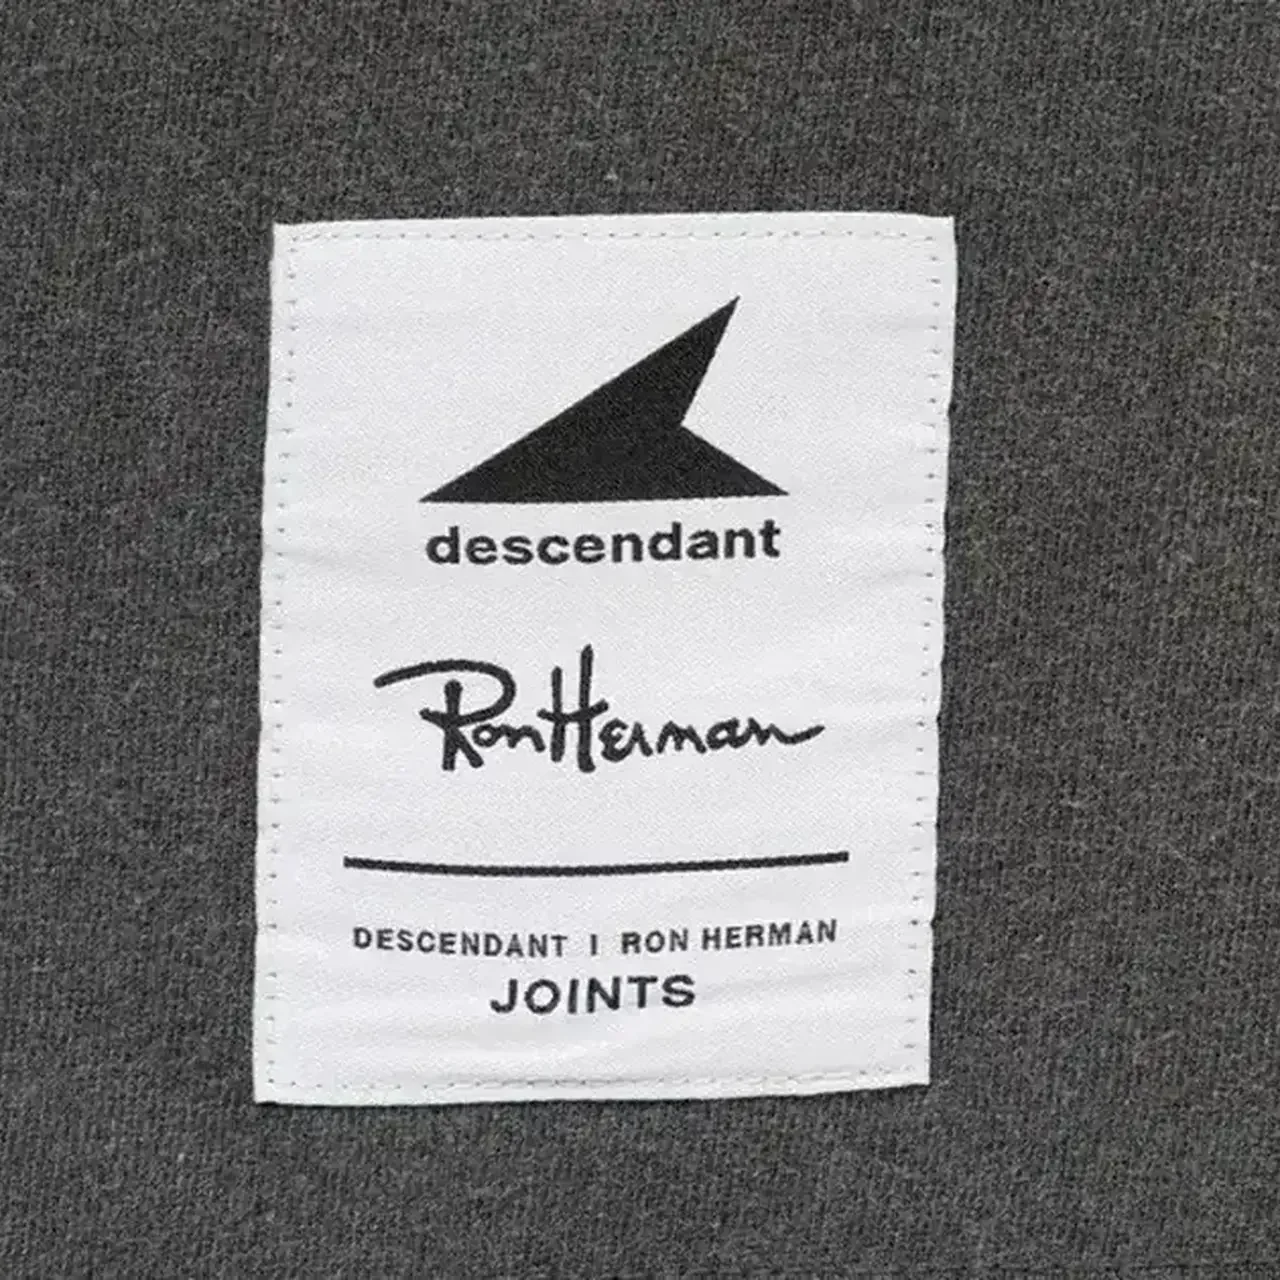 descendant
Ron Herman
DESCENDANT | RON HERMAN
JOINTS